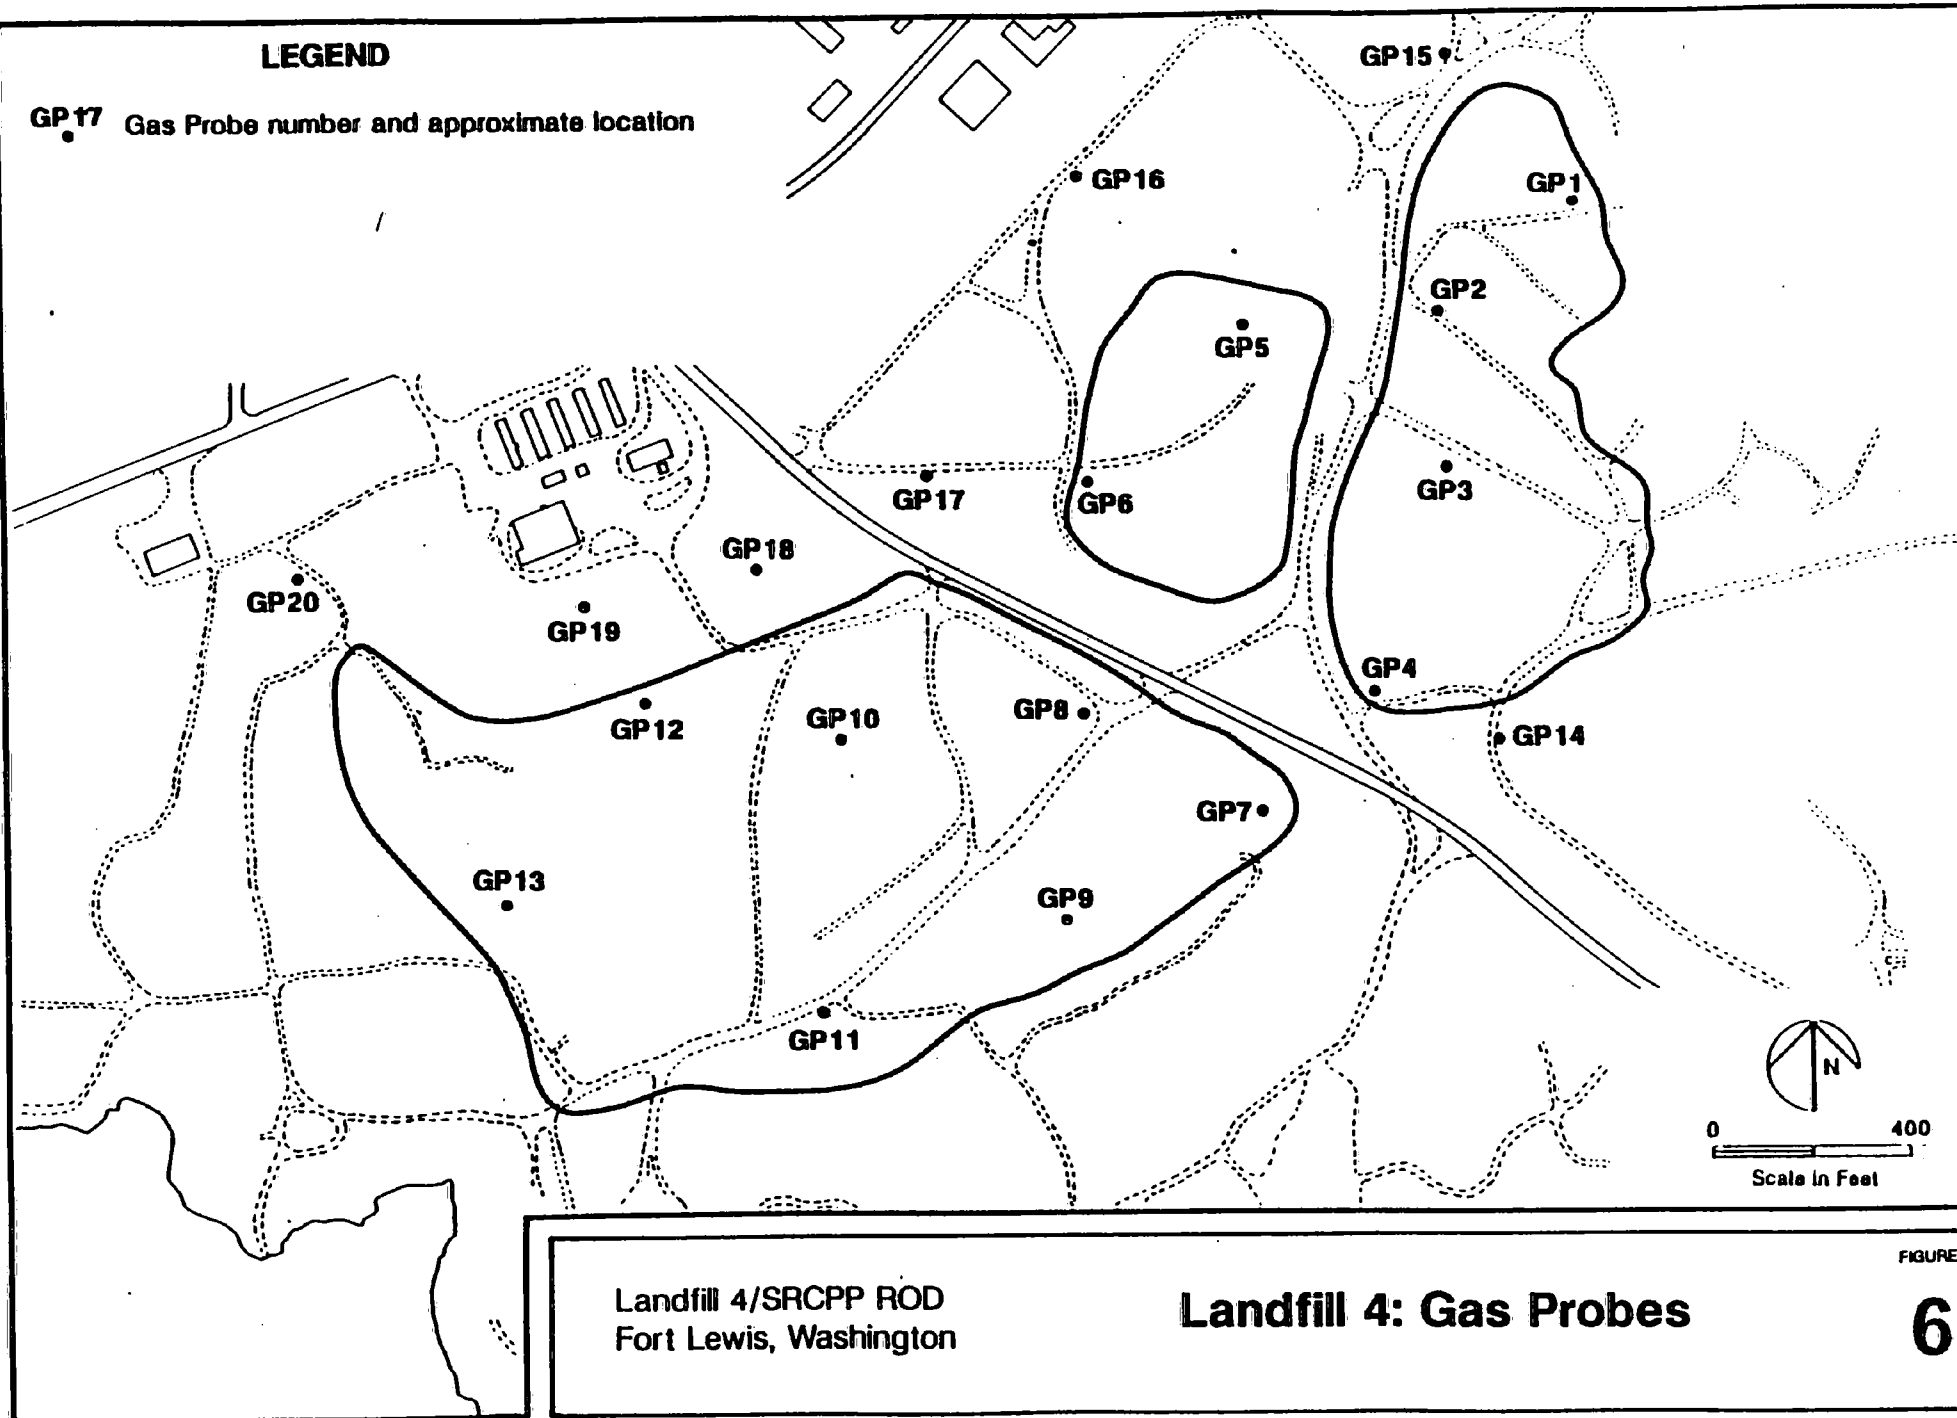 LEGEND
GP17 Gas Probe number and approximate location
GP15
GP16
GP1
GP2
GP5
GP3
GP17
GP6
GP18
GP20
GP19
GP4
GP12
GP10
GP8
GP14
GP7
GP13
GP9
GP11
N
0 400
Scale in Feet
Landfill 4/SRCPP ROD
Fort Lewis, Washington
Landfill 4: Gas Probes
FIGURE
6